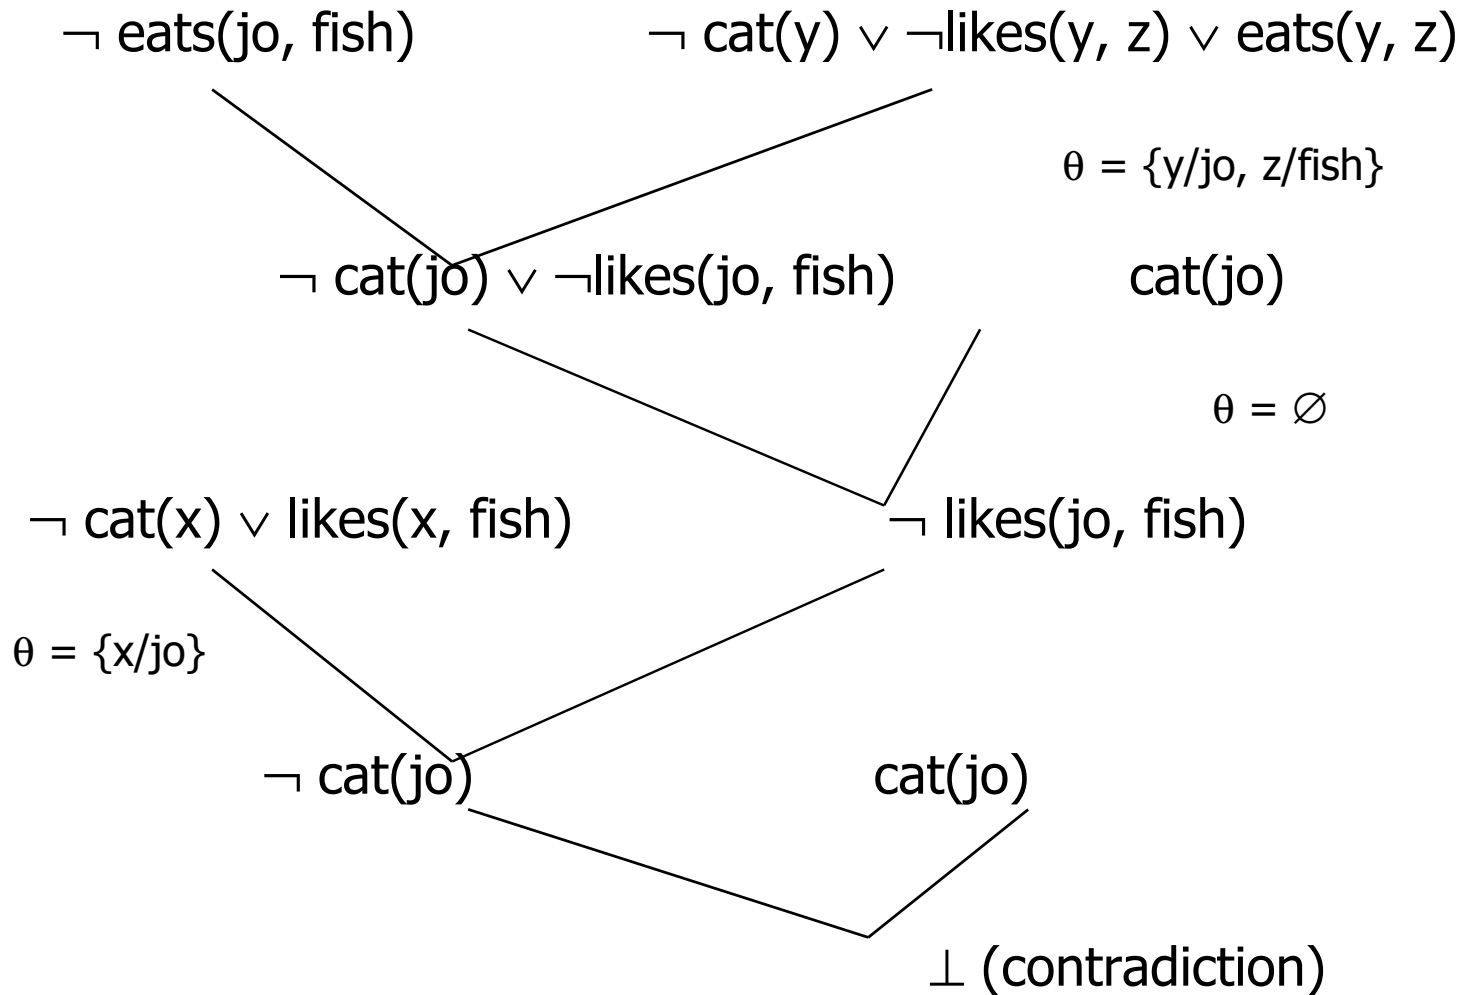 ¬ eats(jo, fish)
¬ cat(y) ∨ ¬likes(y, z) ∨ eats(y, z)
θ = {y/jo, z/fish}
¬ cat(jo) ∨ ¬likes(jo, fish)
cat(jo)
θ = ∅
¬ cat(x) ∨ likes(x, fish)
¬ likes(jo, fish)
θ = {x/jo}
¬ cat(jo)
cat(jo)
⊥ (contradiction)